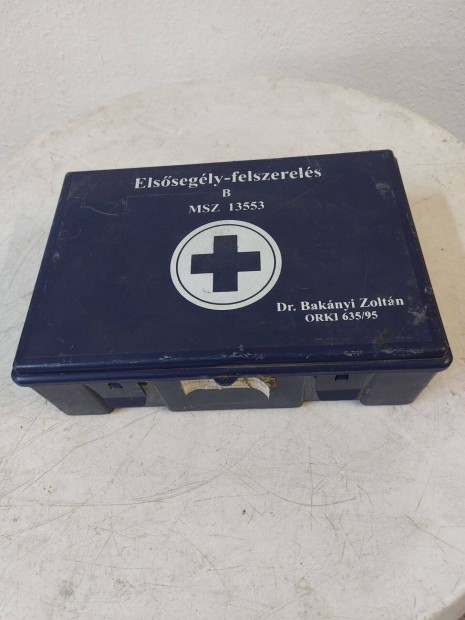 Elsősegély-felszerelés
B
MSZ 13553
Dr. Bakányi Zoltán
ORKI 635/95